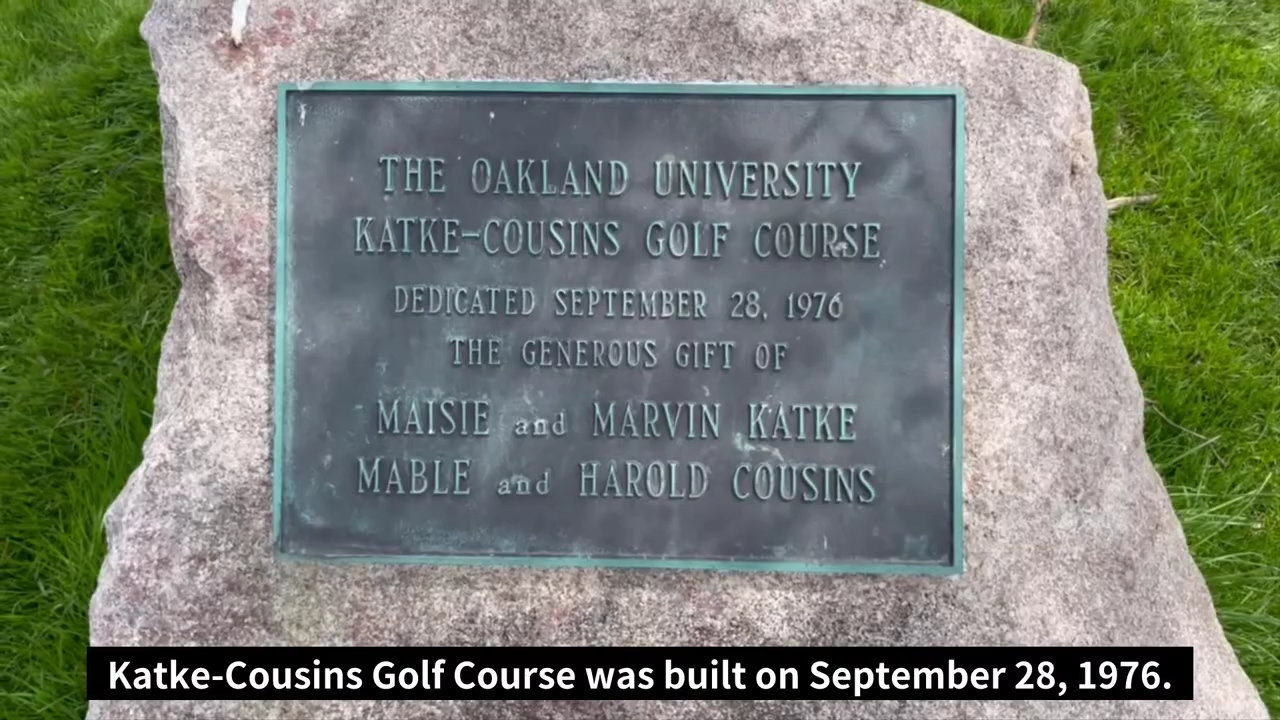 THE OAKLAND UNIVERSITY
KATKE-COUSINS GOLF COURSE
DEDICATED SEPTEMBER 28, 1976
THE GENEROUS GIFT OF
MAISIE and MARVIN KATKE
MABLE and HAROLD COUSINS
Katke-Cousins Golf Course was built on September 28, 1976.